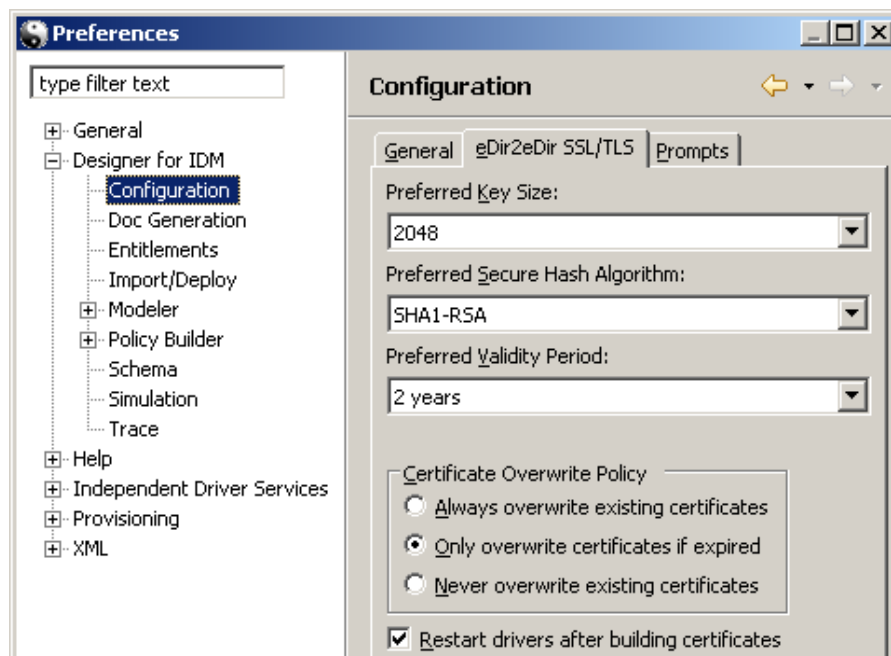 Preferences
type filter text
General
Designer for IDM
Configuration
Doc Generation
Entitlements
Import/Deploy
Modeler
Policy Builder
Schema
Simulation
Trace
Help
Independent Driver Services
Provisioning
XML
Configuration
General eDir2eDir SSL/TLS Prompts
Preferred Key Size:
2048
Preferred Secure Hash Algorithm:
SHA1-RSA
Preferred Validity Period:
2 years
Certificate Overwrite Policy
Always overwrite existing certificates
Only overwrite certificates if expired
Never overwrite existing certificates
Restart drivers after building certificates